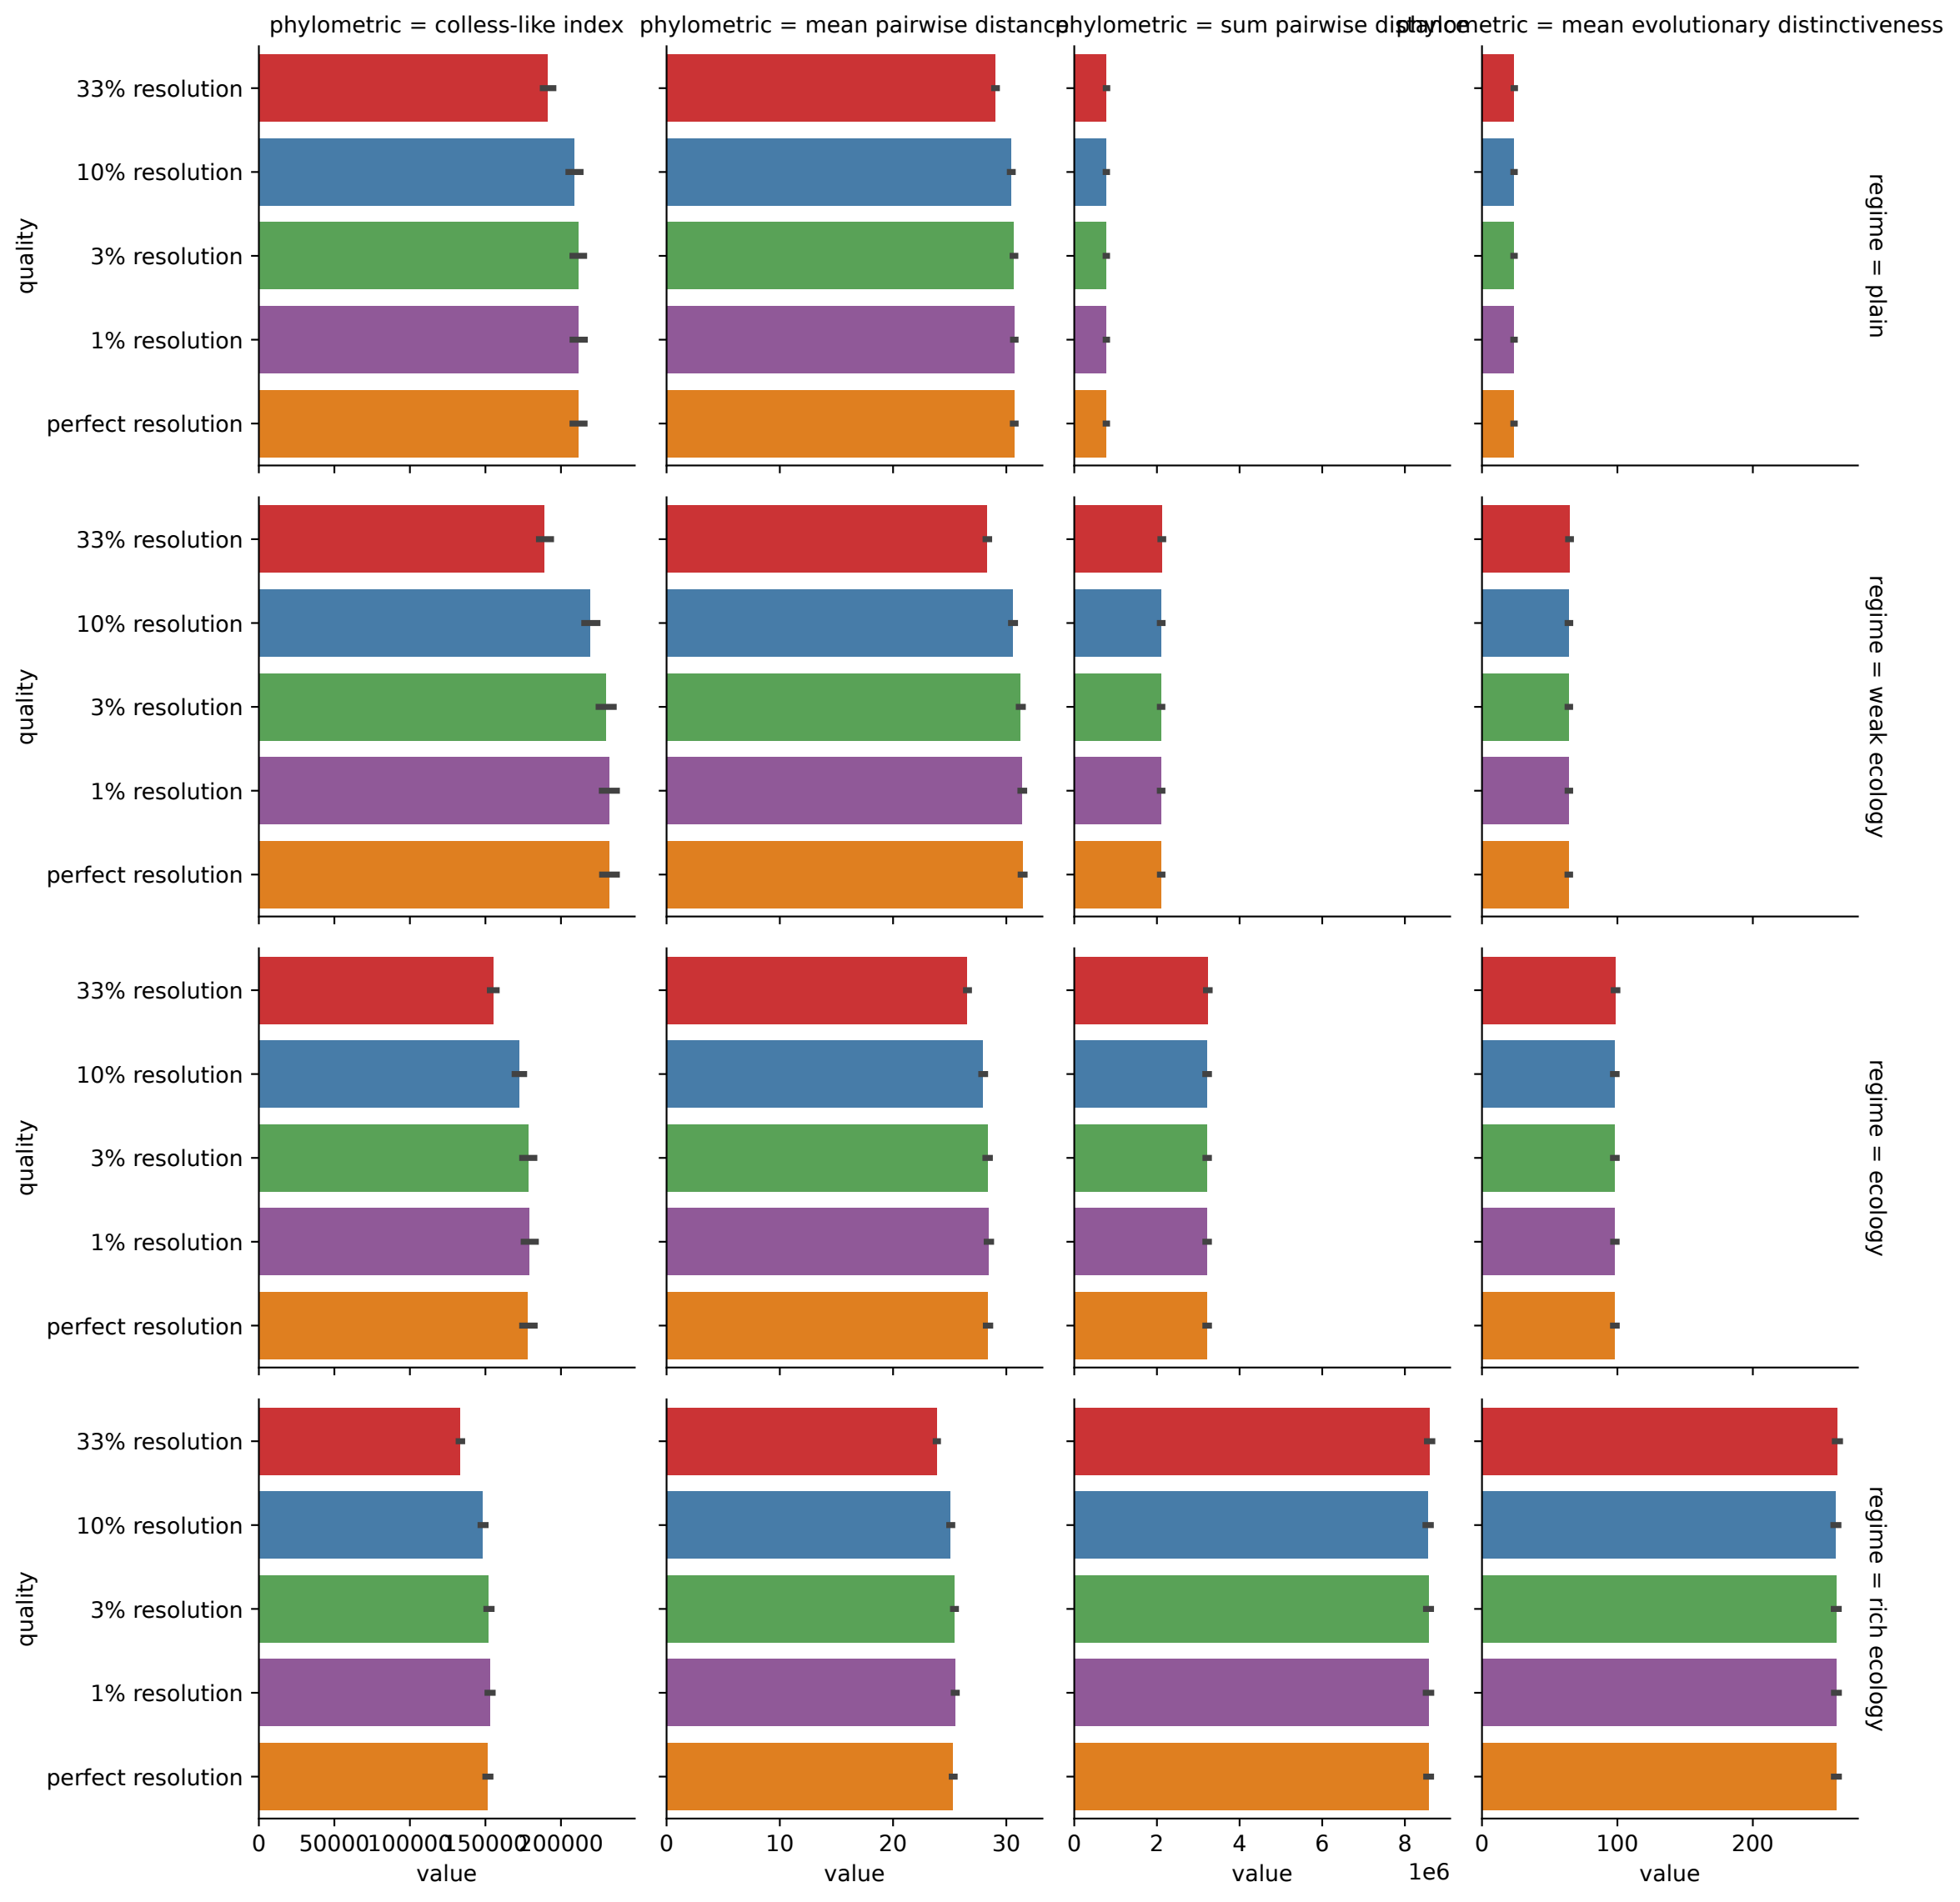 phylometric = colless-like index
phylometric = mean pairwise distance
phylometric = sum pairwise distance
phylometric = mean evolutionary distinctiveness
quality
33% resolution
10% resolution
3% resolution
1% resolution
perfect resolution
regime = plain
quality
33% resolution
10% resolution
3% resolution
1% resolution
perfect resolution
regime = weak ecology
quality
33% resolution
10% resolution
3% resolution
1% resolution
perfect resolution
regime = ecology
quality
33% resolution
10% resolution
3% resolution
1% resolution
perfect resolution
regime = rich ecology
0 50000 100000 150000 200000
value
0 10 20 30
value
0 2 4 6 8
1e6
value
0 100 200
value